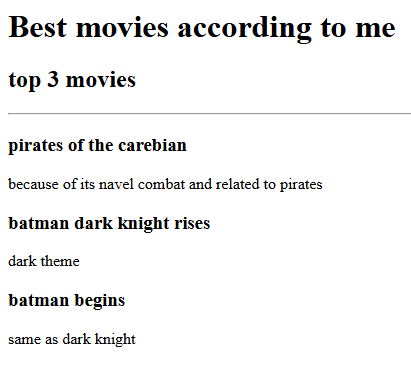 Best movies according to me
top 3 movies
pirates of the carebian
because of its navel combat and related to pirates
batman dark knight rises
dark theme
batman begins
same as dark knight